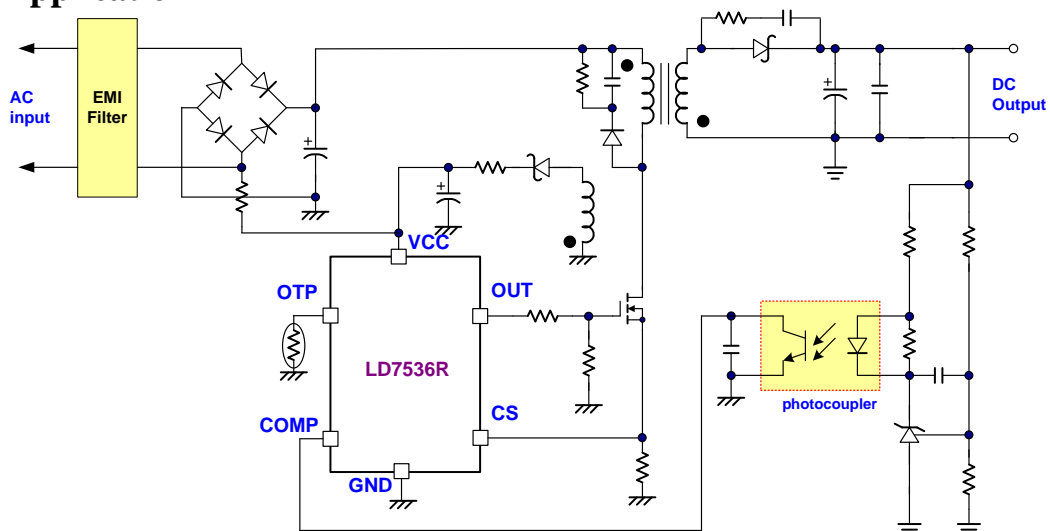 AC
input
EMI
Filter
DC
Output
VCC
OTP
OUT
LD7536R
COMP
CS
GND
photocoupler
+
+
+